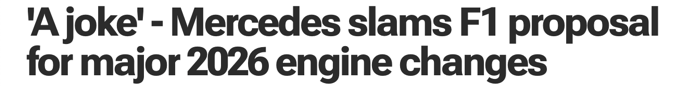 'A joke' - Mercedes slams F1 proposal
for major 2026 engine changes